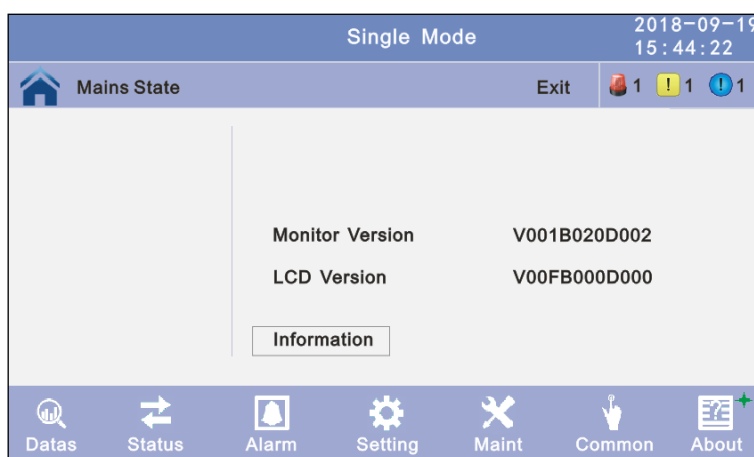 Single Mode
2018-09-19
15:44:22
Mains State
Exit
1
! 1
! 1
Monitor Version V001B020D002
LCD Version V00FB000D000
Information
Datas Status Alarm Setting Maint Common About